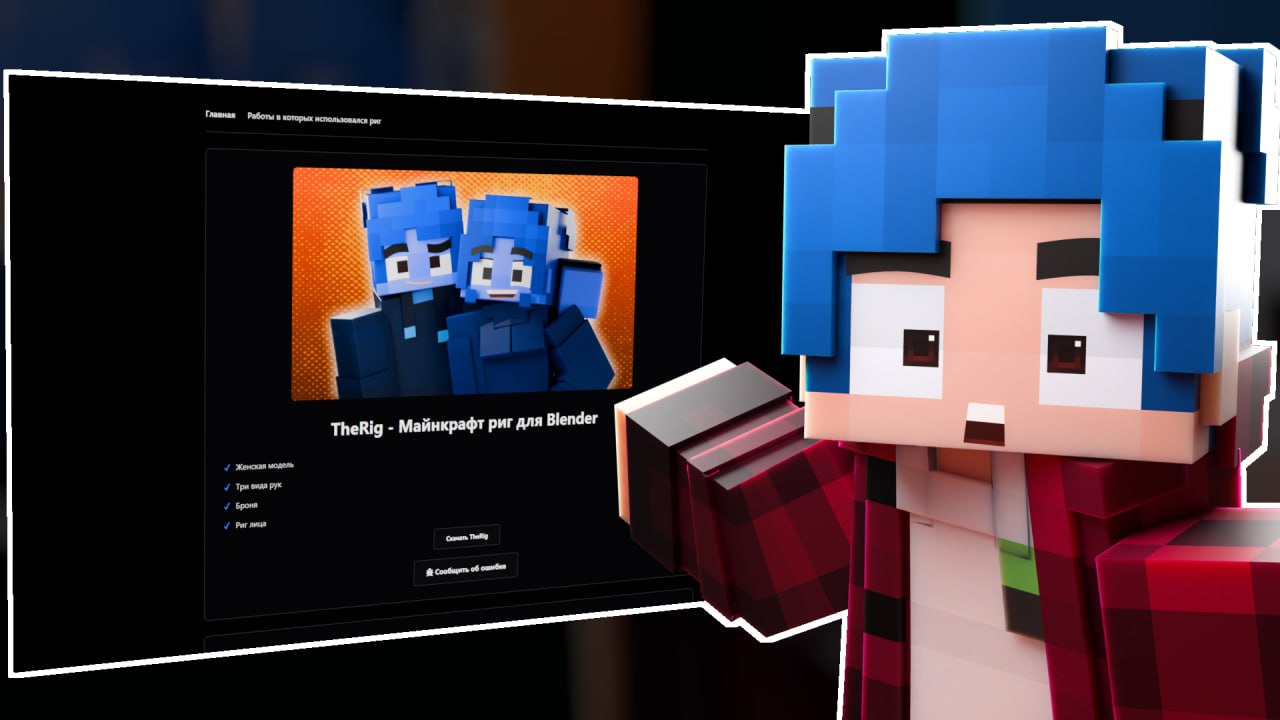 Главная Работы в которых использовался риг
TheRig - Майнкрафт риг для Blender
✓ Женская модель
✓ Три вида рук
✓ Броня
✓ Риг лица
Скачать TheRig
Сообщить об ошибке